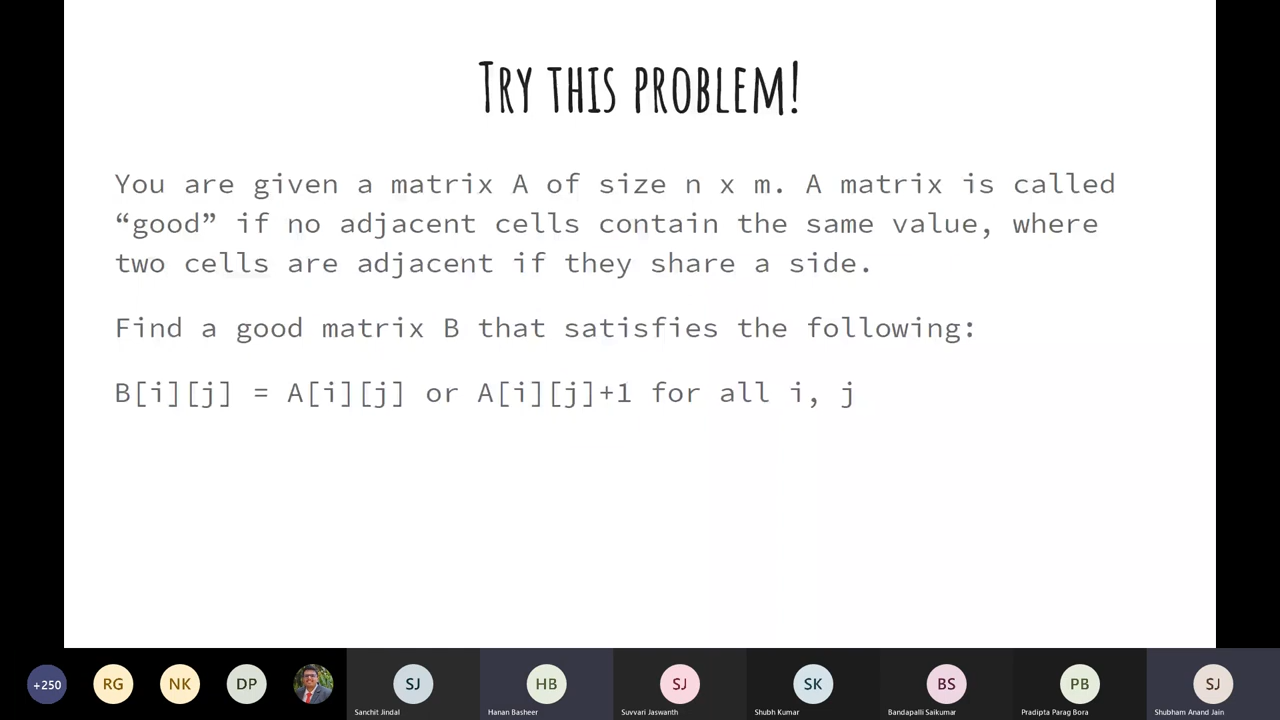 TRY THIS PROBLEM!
You are given a matrix A of size n x m. A matrix is called
“good” if no adjacent cells contain the same value, where
two cells are adjacent if they share a side.
Find a good matrix B that satisfies the following:
B[i][j] = A[i][j] or A[i][j]+1 for all i, j
+250
RG
NK
DP
SJ
HB
SJ
SK
BS
PB
SJ
Sanchit Jindal
Hanan Basheer
Suvvari Jaswanth
Shubh Kumar
Bandapalli Saikumar
Pradipta Parag Bora
Shubham Anand Jain